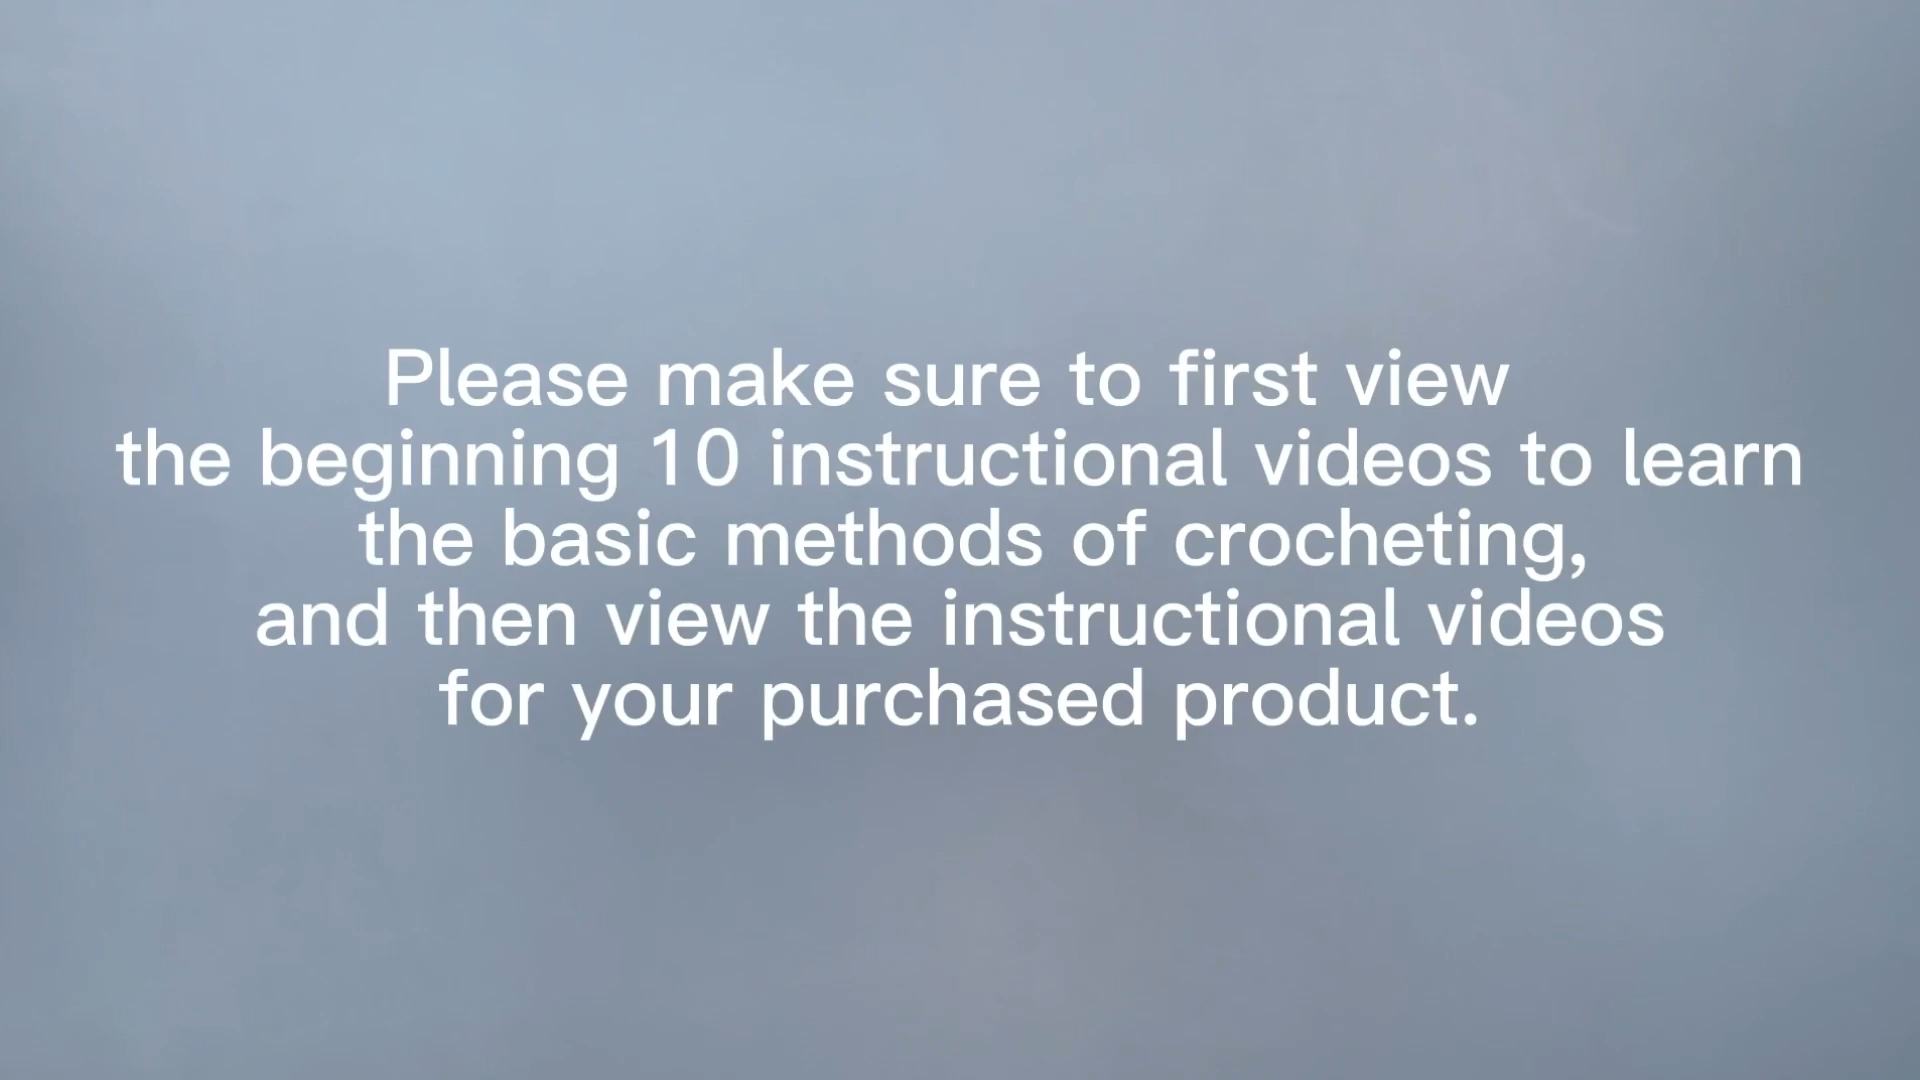 Please make sure to first view
the beginning 10 instructional videos to learn
the basic methods of crocheting,
and then view the instructional videos
for your purchased product.